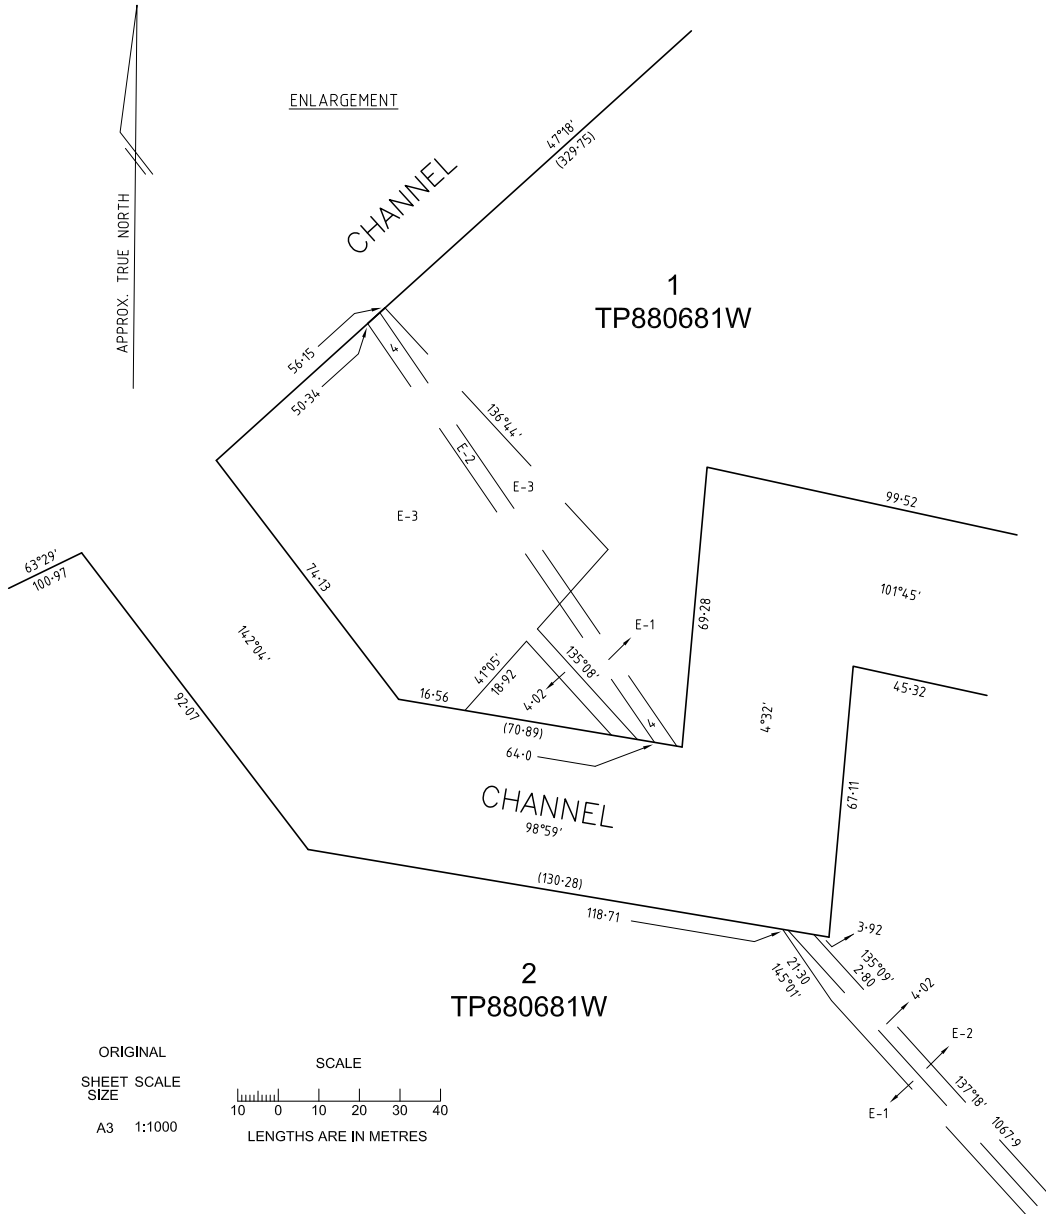 ENLARGEMENT
47°18'
(329·75)
CHANNEL
APPROX. TRUE NORTH
1
TP880681W
56·15
50·34
4
136°44'
E-2
E-3
E-3
99·52
63°29'
100·97
74·13
101°45'
69·28
E-1
142°04'
135°08'
41°05'
18·92
4·02
16·56
45·32
92·07
4
4°32'
(70·89)
64·0
67·11
CHANNEL
98°59'
(130·28)
118·71
3·92
135°09'
2·80
21·30
145°01'
4·02
2
TP880681W
E-2
137°18'
1067·9
E-1
ORIGINAL
SHEET SCALE
SIZE
A3 1:1000
SCALE
10 0 10 20 30 40
LENGTHS ARE IN METRES